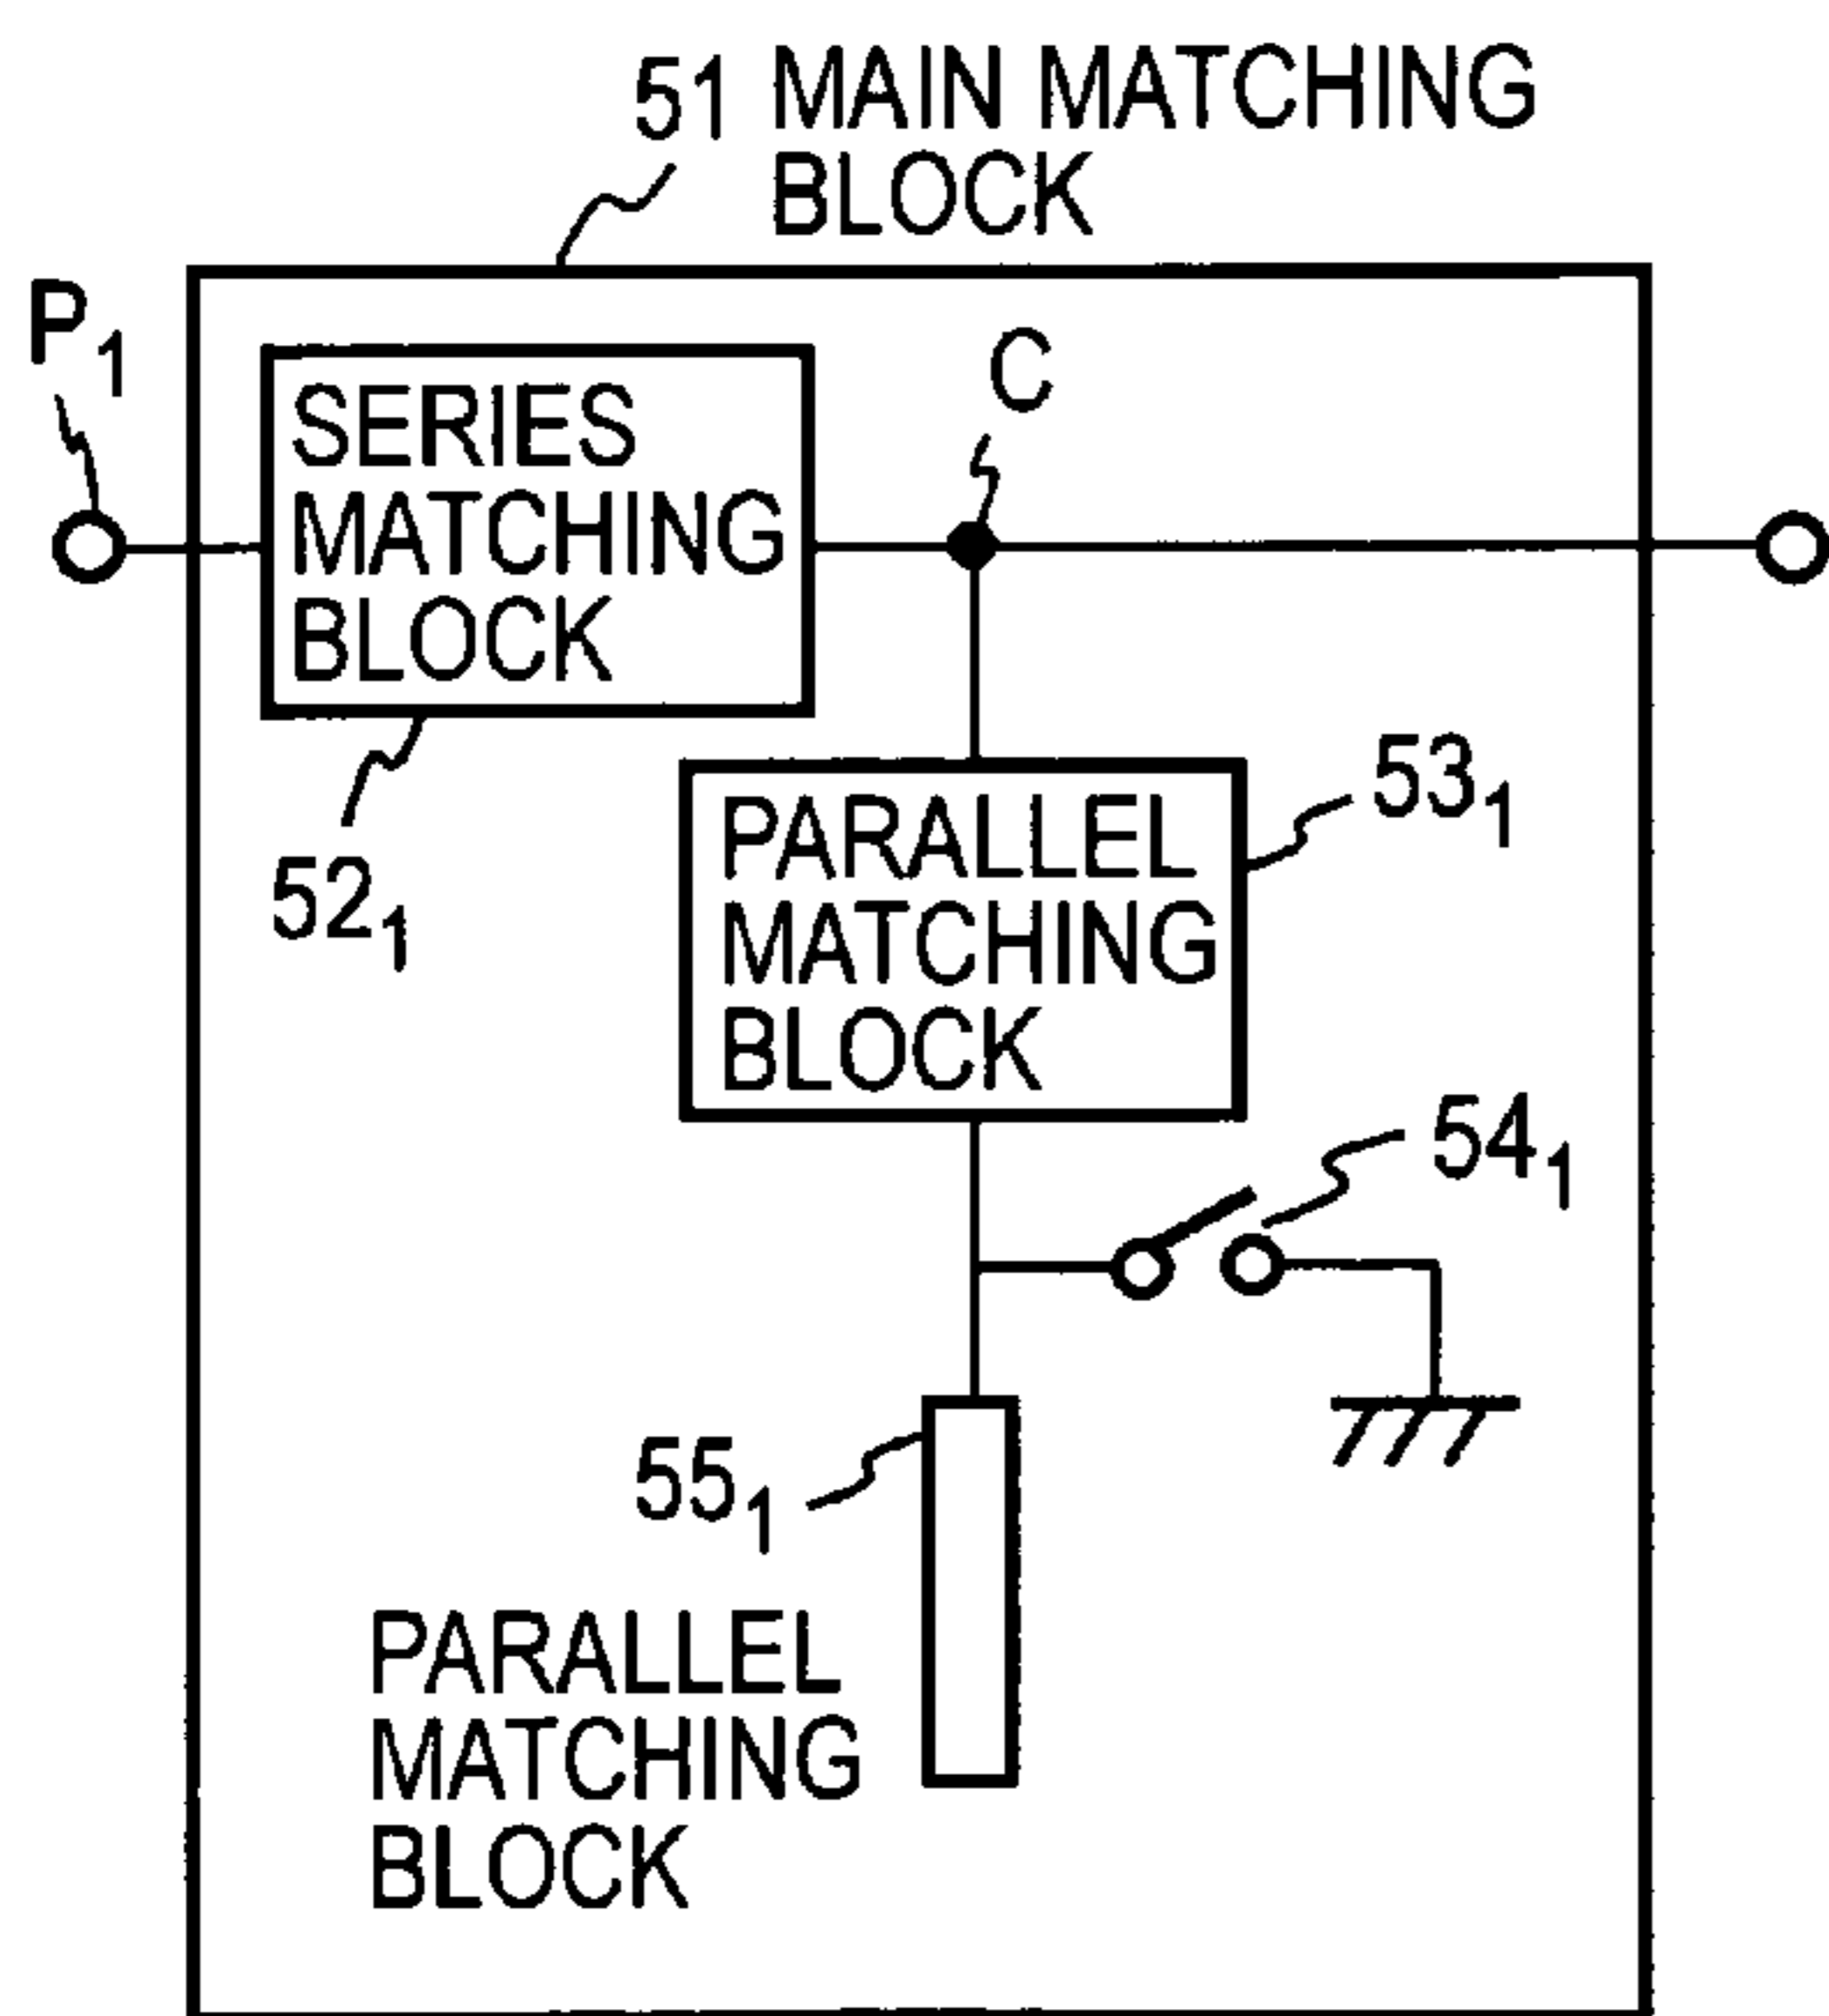 51 MAIN MATCHING
BLOCK
P₁
C
SERIES
MATCHING
BLOCK
52₁
PARALLEL
MATCHING
BLOCK
53₁
54₁
55₁
PARALLEL
MATCHING
BLOCK